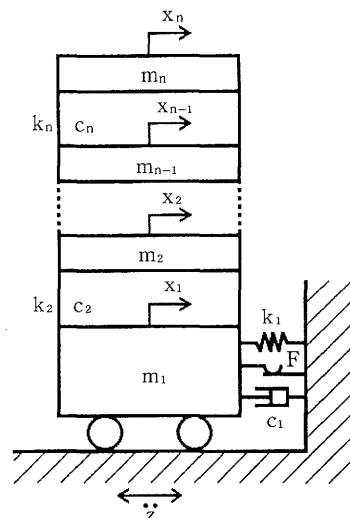 xₙ
mₙ
kₙ cₙ xₙ₋₁
mₙ₋₁
x₂
m₂
k₂ c₂ x₁
k₁
F
m₁
c₁
z̈